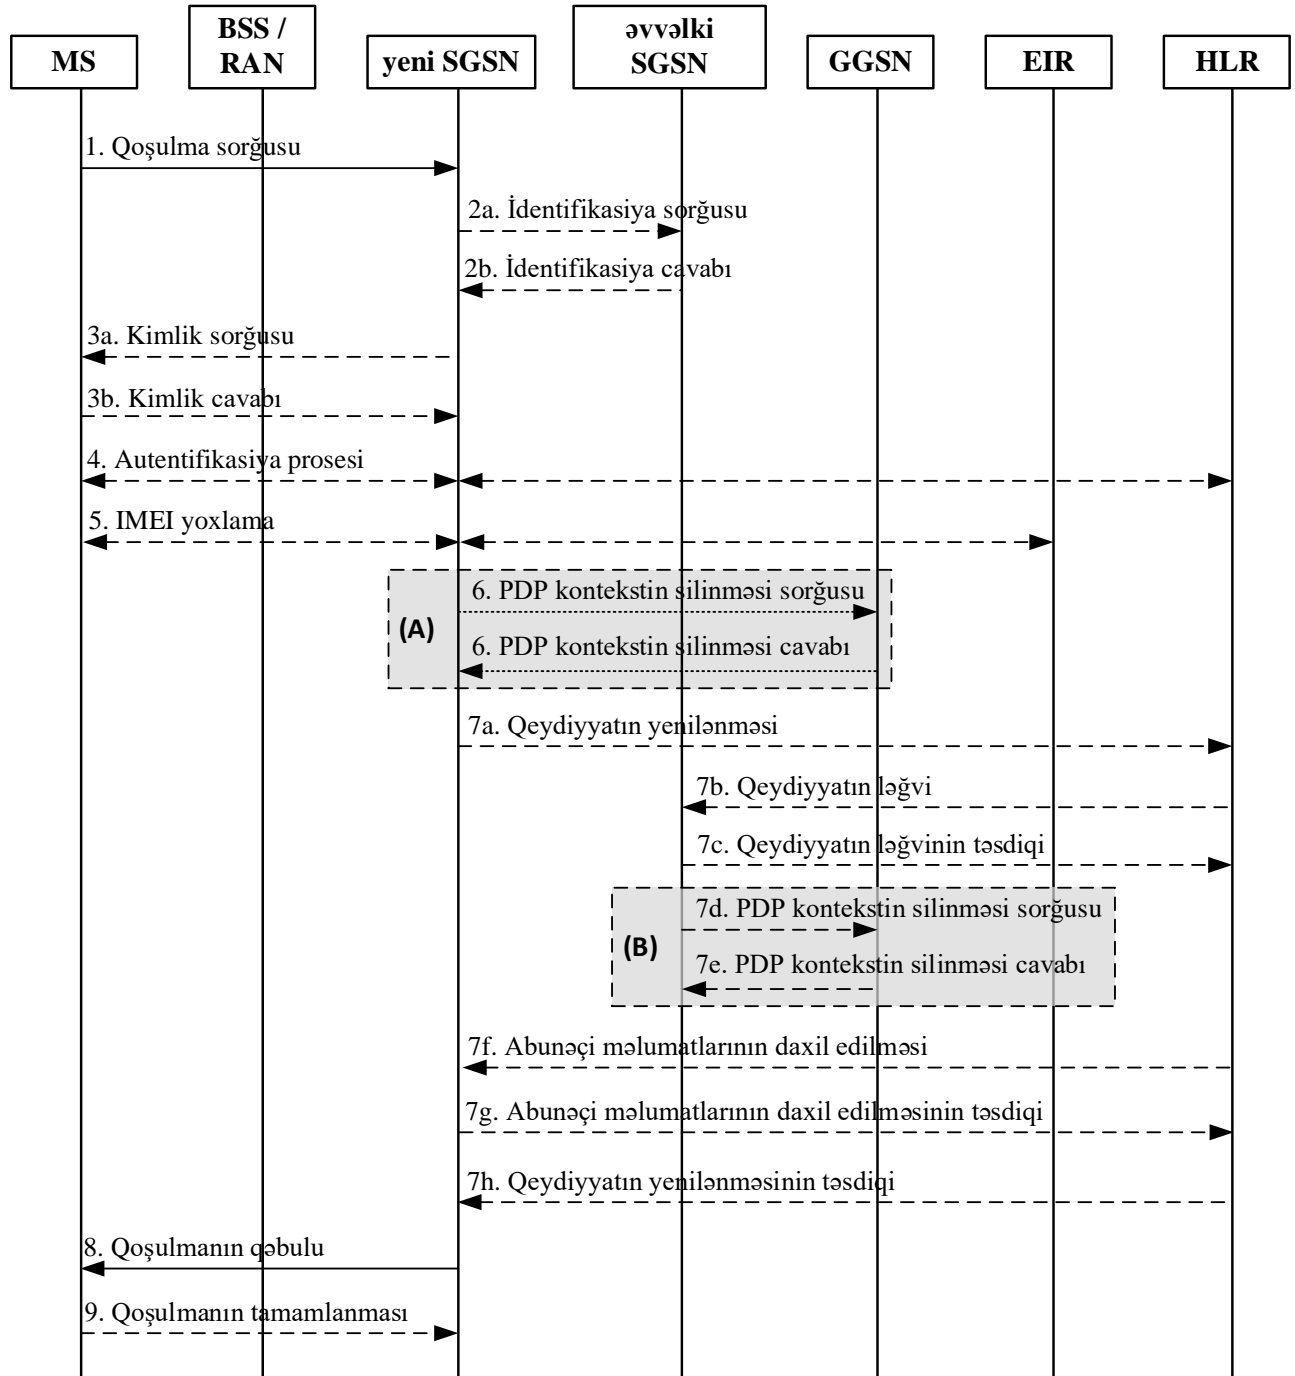 MS
BSS /
RAN
yeni SGSN
əvvəlki
SGSN
GGSN
EIR
HLR
1. Qoşulma sorğusu
2a. İdentifikasiya sorğusu
2b. İdentifikasiya cavabı
3a. Kimlik sorğusu
3b. Kimlik cavabı
4. Autentifikasiya prosesi
5. IMEI yoxlama
(A)
6. PDP kontekstin silinməsi sorğusu
6. PDP kontekstin silinməsi cavabı
7a. Qeydiyyatın yenilənməsi
7b. Qeydiyyatın ləğvi
7c. Qeydiyyatın ləğvinin təsdiqi
(B)
7d. PDP kontekstin silinməsi sorğusu
7e. PDP kontekstin silinməsi cavabı
7f. Abunəçi məlumatlarının daxil edilməsi
7g. Abunəçi məlumatlarının daxil edilməsinin təsdiqi
7h. Qeydiyyatın yenilənməsinin təsdiqi
8. Qoşulmanın qəbulu
9. Qoşulmanın tamamlanması